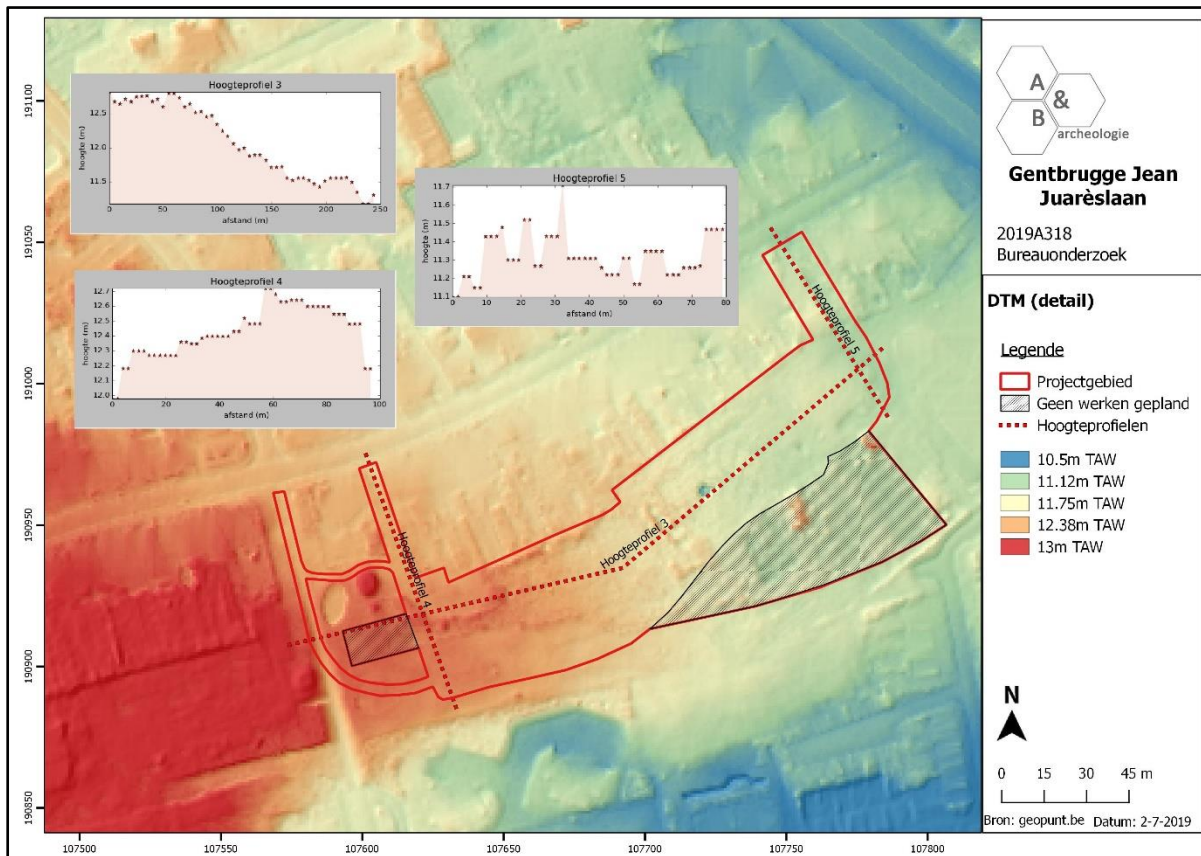 Hoogteprofiel 3
hoogte (m)
12.5
12.0
11.5
0 50 100 150 200 250
afstand (m)
Hoogteprofiel 5
hoogte (m)
11.7
11.6
11.5
11.4
11.3
11.2
11.1
0 10 20 30 40 50 60 70 80
afstand (m)
Hoogteprofiel 4
hoogte (m)
12.7
12.6
12.5
12.4
12.3
12.2
12.1
12.0
0 20 40 60 80 100
afstand (m)
Hoogteprofiel 5
Hoogteprofiel 3
Hoogteprofiel 4
191100
191050
191000
190950
190900
190850
107500 107550 107600 107650 107700 107750 107800
A & B
archeologie
Gentbrugge Jean
Juarèslaan
2019A318
Bureauonderzoek
DTM (detail)
Legende
Projectgebied
Geen werken gepland
Hoogteprofielen
10.5m TAW
11.12m TAW
11.75m TAW
12.38m TAW
13m TAW
N
0 15 30 45 m
Bron: geopunt.be Datum: 2-7-2019